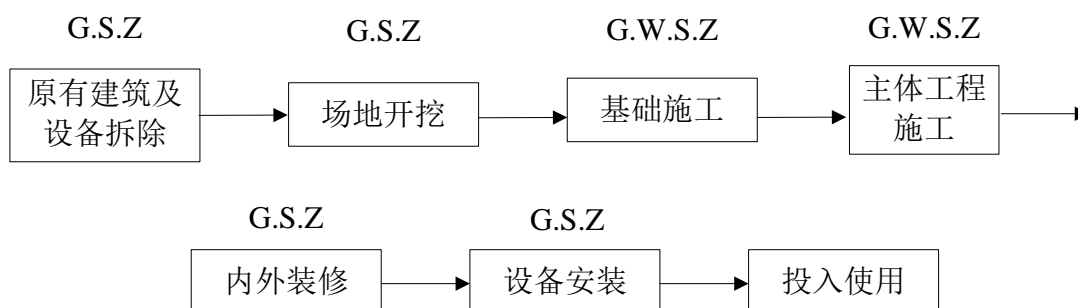 G.S.Z
G.S.Z
G.W.S.Z
G.W.S.Z
原有建筑及
设备拆除
场地开挖
基础施工
主体工程
施工
G.S.Z
G.S.Z
内外装修
设备安装
投入使用